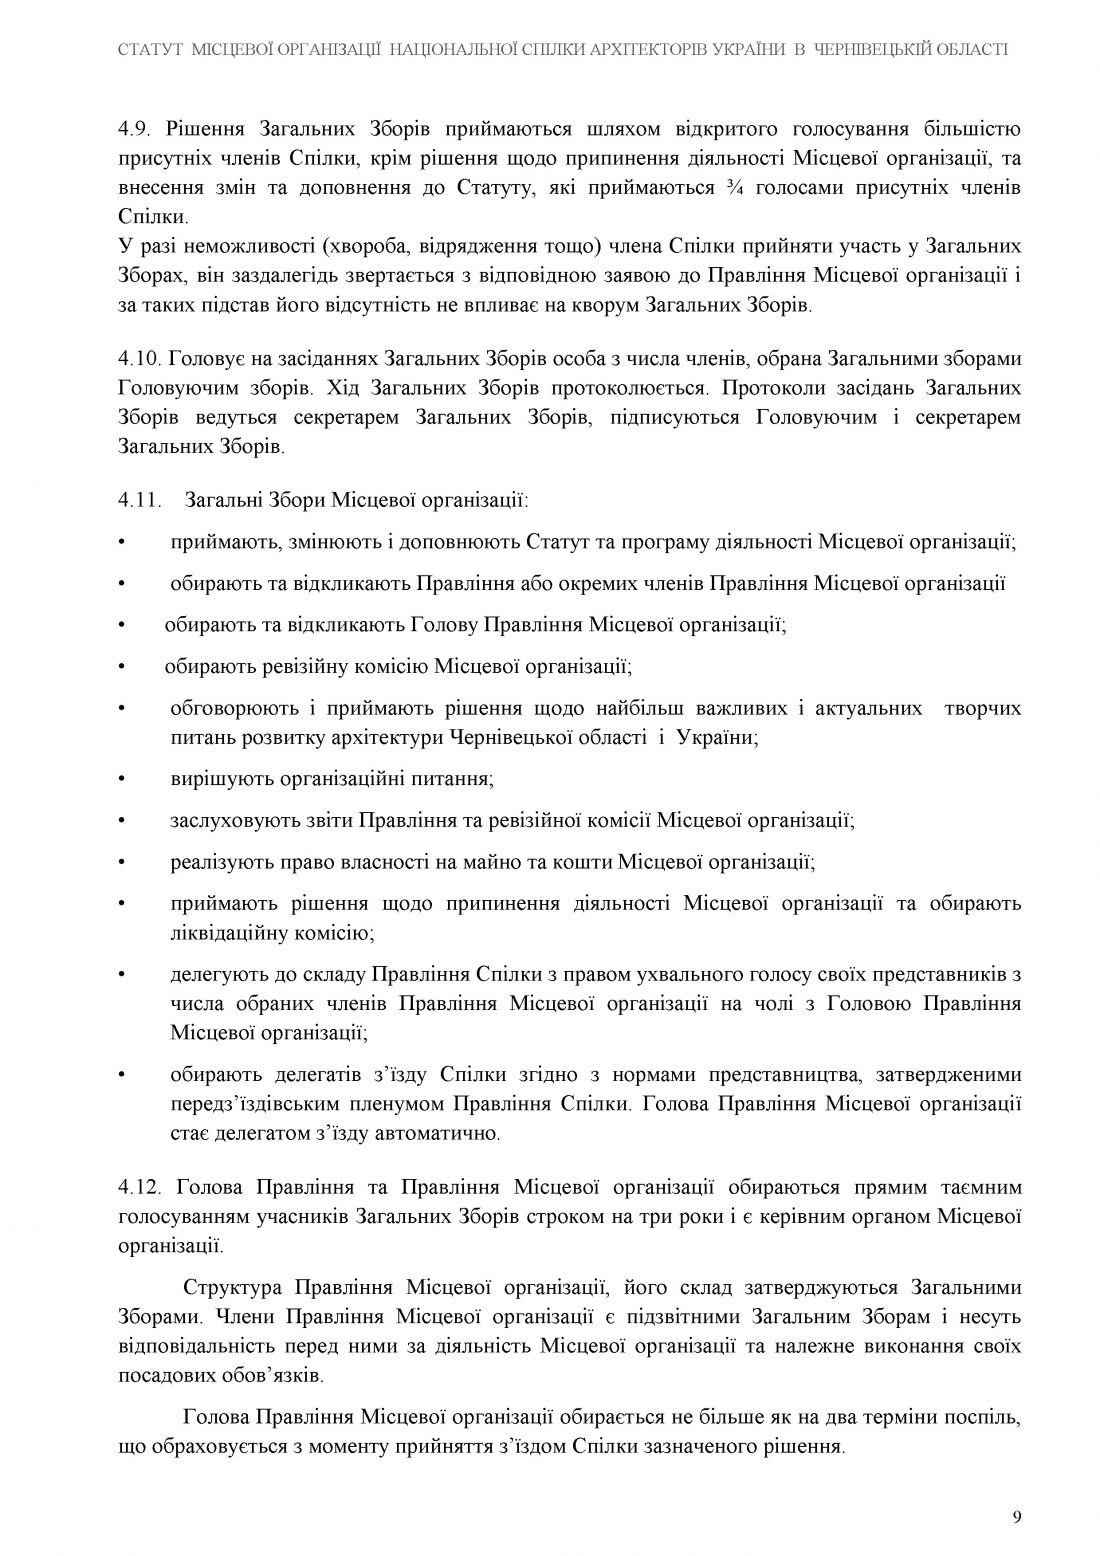 СТАТУТ МІСЦЕВОЇ ОРГАНІЗАЦІЇ НАЦІОНАЛЬНОЇ СПІЛКИ АРХІТЕКТОРІВ УКРАЇНИ В ЧЕРНІВЕЦЬКІЙ ОБЛАСТІ
4.9. Рішення Загальних Зборів приймаються шляхом відкритого голосування більшістю
присутніх членів Спілки, крім рішення щодо припинення діяльності Місцевої організації, та
внесення змін та доповнення до Статуту, які приймаються ¾ голосами присутніх членів
Спілки.
У разі неможливості (хвороба, відрядження тощо) члена Спілки прийняти участь у Загальних
Зборах, він заздалегідь звертається з відповідною заявою до Правління Місцевої організації і
за таких підстав його відсутність не впливає на кворум Загальних Зборів.
4.10. Головує на засіданнях Загальних Зборів особа з числа членів, обрана Загальними зборами
Головуючим зборів. Хід Загальних Зборів протоколюється. Протоколи засідань Загальних
Зборів ведуться секретарем Загальних Зборів, підписуються Головуючим і секретарем
Загальних Зборів.
4.11. Загальні Збори Місцевої організації:
• приймають, змінюють і доповнюють Статут та програму діяльності Місцевої організації;
• обирають та відкликають Правління або окремих членів Правління Місцевої організації
• обирають та відкликають Голову Правління Місцевої організації;
• обирають ревізійну комісію Місцевої організації;
• обговорюють і приймають рішення щодо найбільш важливих і актуальних творчих
питань розвитку архітектури Чернівецької області і України;
• вирішують організаційні питання;
• заслуховують звіти Правління та ревізійної комісії Місцевої організації;
• реалізують право власності на майно та кошти Місцевої організації;
• приймають рішення щодо припинення діяльності Місцевої організації та обирають
ліквідаційну комісію;
• делегують до складу Правління Спілки з правом ухвального голосу своїх представників з
числа обраних членів Правління Місцевої організації на чолі з Головою Правління
Місцевої організації;
• обирають делегатів з’їзду Спілки згідно з нормами представництва, затвердженими
передз’їздівським пленумом Правління Спілки. Голова Правління Місцевої організації
стає делегатом з’їзду автоматично.
4.12. Голова Правління та Правління Місцевої організації обираються прямим таємним
голосуванням учасників Загальних Зборів строком на три роки і є керівним органом Місцевої
організації.
Структура Правління Місцевої організації, його склад затверджуються Загальними
Зборами. Члени Правління Місцевої організації є підзвітними Загальним Зборам і несуть
відповідальність перед ними за діяльність Місцевої організації та належне виконання своїх
посадових обов’язків.
Голова Правління Місцевої організації обирається не більше як на два терміни поспіль,
що обраховується з моменту прийняття з’їздом Спілки зазначеного рішення.
9